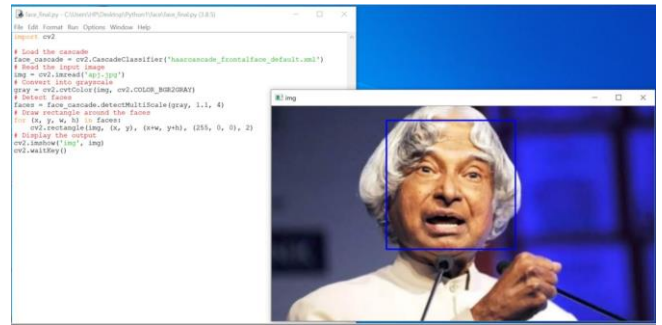 face_final.py - C:\Users\HP\Desktop\Python1\face\face_final.py (3.8.5)
File Edit Format Run Options Window Help
import cv2
# Load the cascade
face_cascade = cv2.CascadeClassifier('haarcascade_frontalface_default.xml')
# Read the input image
img = cv2.imread('apj.jpg')
# Convert into grayscale
gray = cv2.cvtColor(img, cv2.COLOR_BGR2GRAY)
# Detect faces
faces = face_cascade.detectMultiScale(gray, 1.1, 4)
# Draw rectangle around the faces
for (x, y, w, h) in faces:
cv2.rectangle(img, (x, y), (x+w, y+h), (255, 0, 0), 2)
# Display the output
cv2.imshow('img', img)
cv2.waitKey()
img